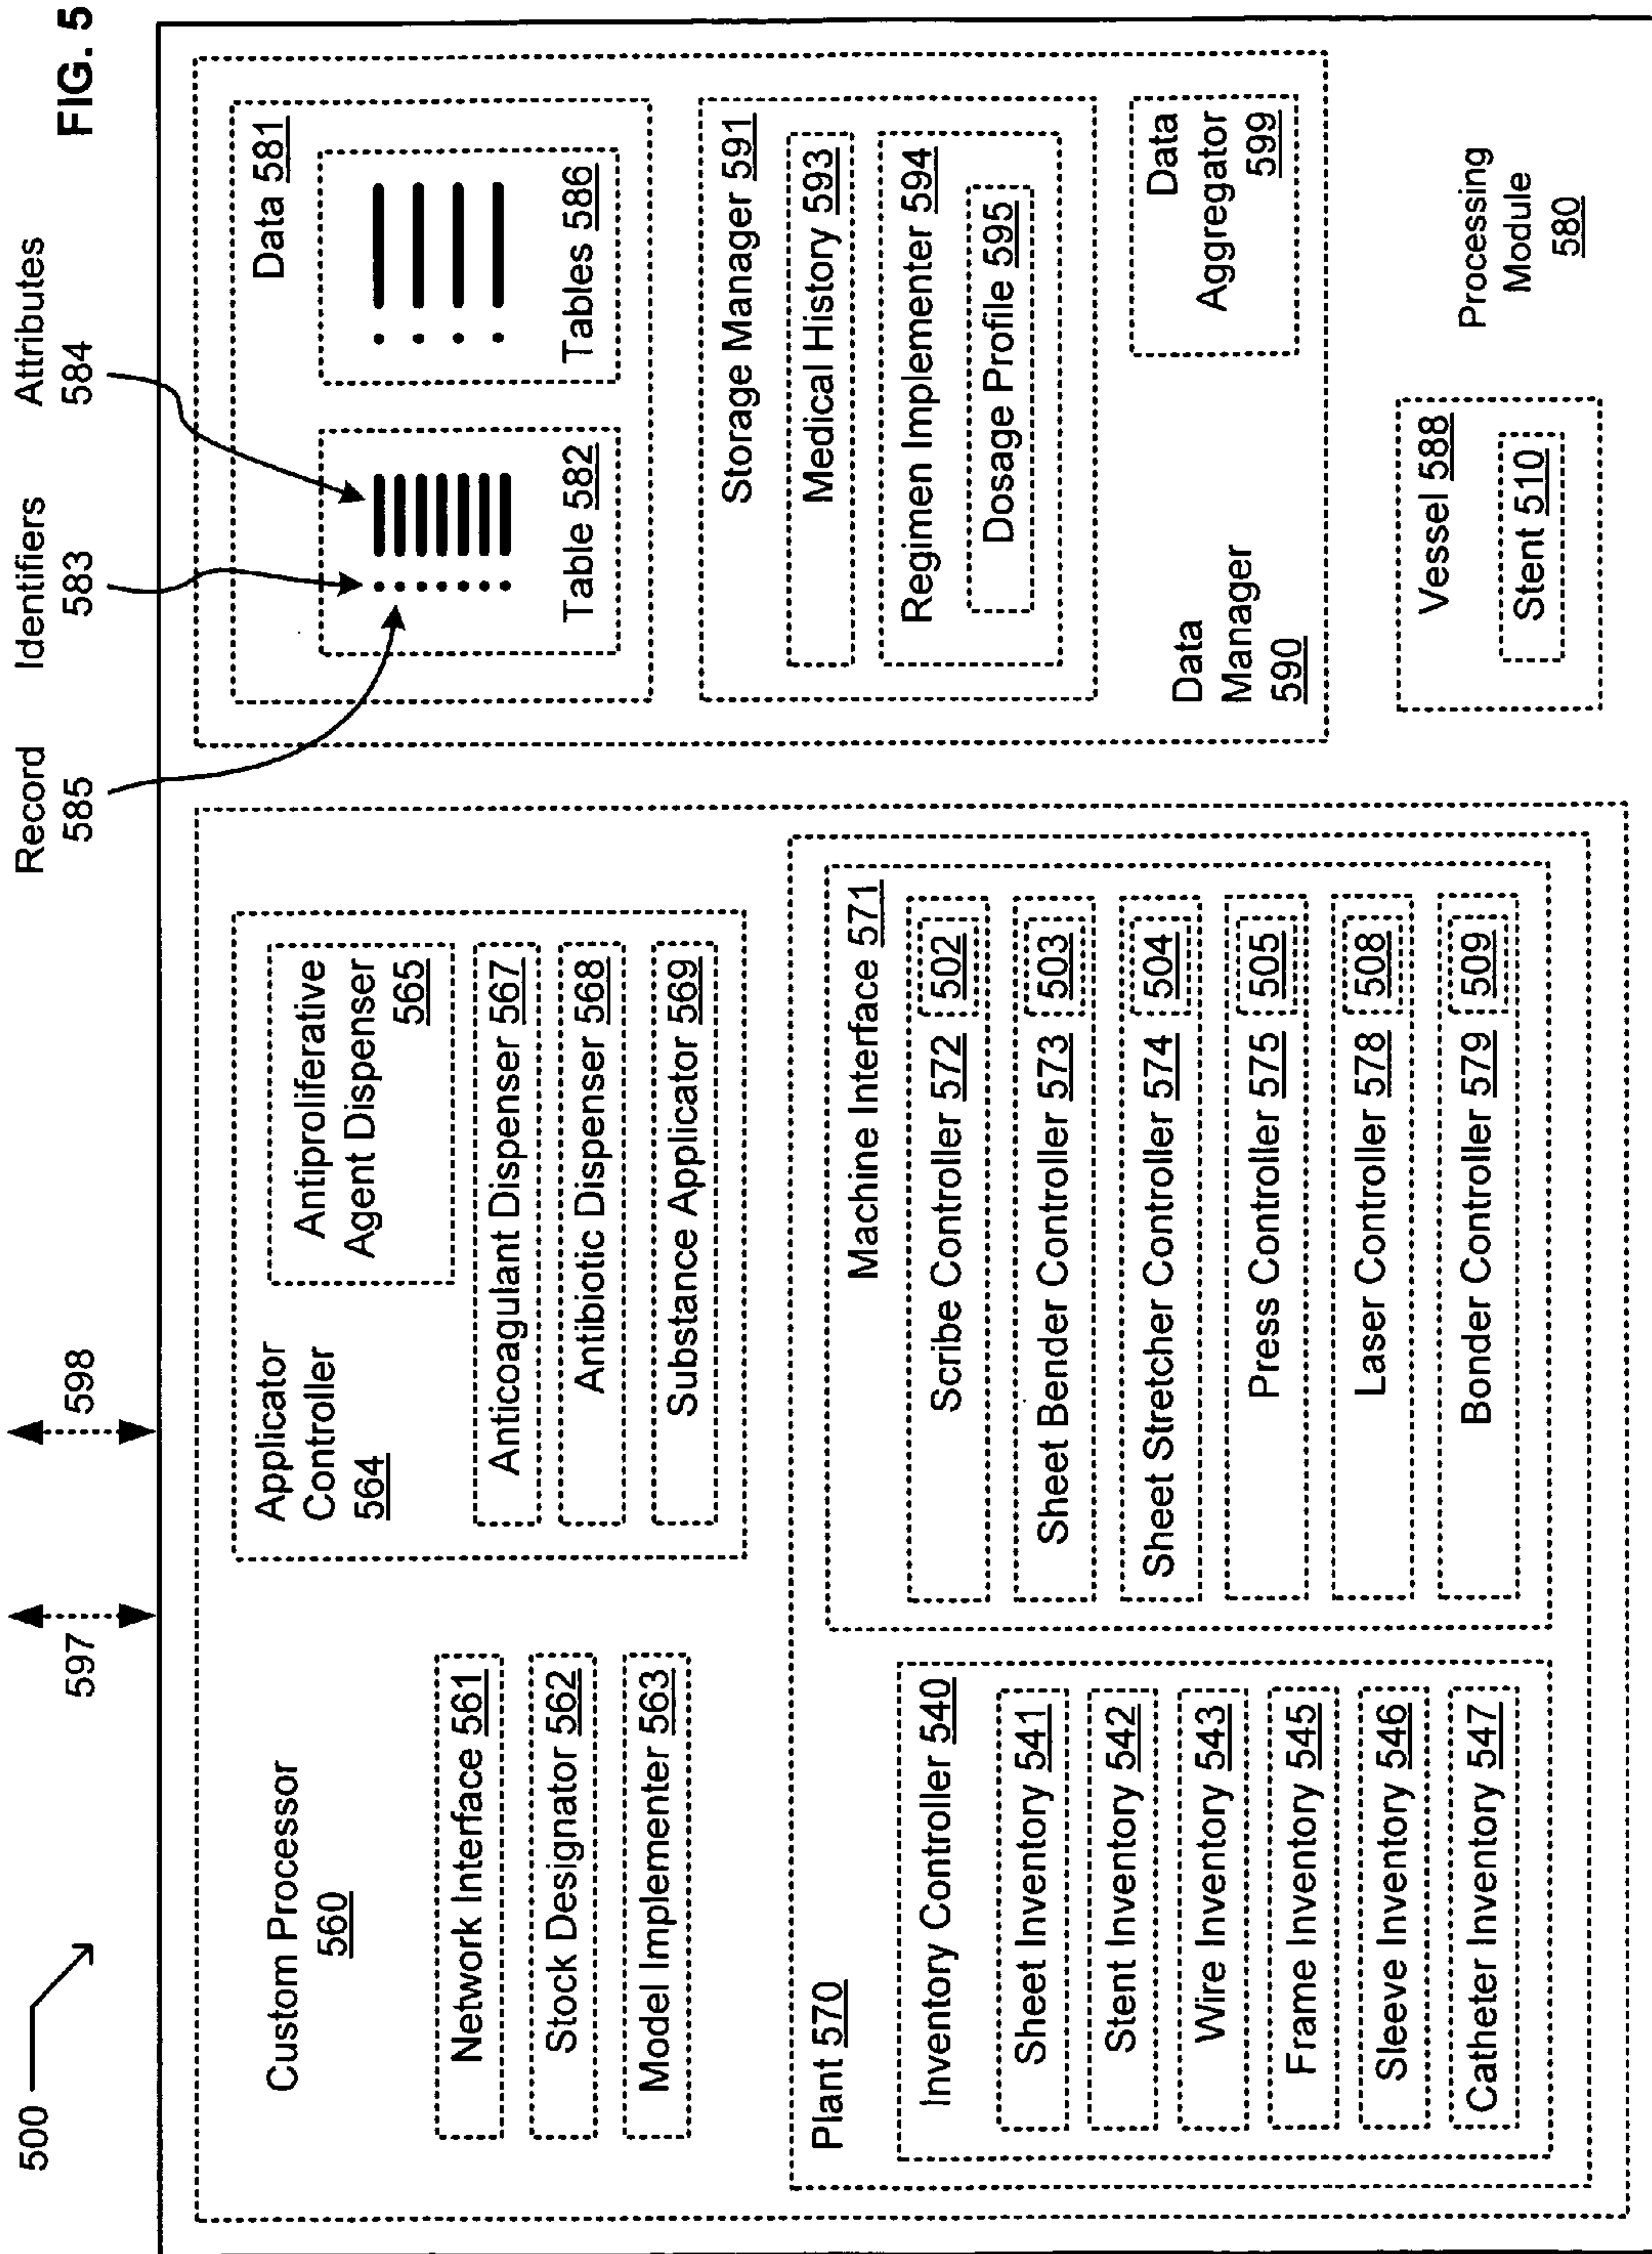 FIG. 5
500
597
598
Record
585
Identifiers
583
Attributes
584
Custom Processor
560
Network Interface 561
Stock Designator 562
Model Implementer 563
Applicator
Controller
564
Antiproliferative
Agent Dispenser
565
Anticoagulant Dispenser 567
Antibiotic Dispenser 568
Substance Applicator 569
Plant 570
Inventory Controller 540
Sheet Inventory 541
Stent Inventory 542
Wire Inventory 543
Frame Inventory 545
Sleeve Inventory 546
Catheter Inventory 547
Machine Interface 571
Scribe Controller 572 502
Sheet Bender Controller 573 503
Sheet Stretcher Controller 574 504
Press Controller 575 505
Laser Controller 578 508
Bonder Controller 579 509
Data 581
Table 582
Tables 586
Storage Manager 591
Medical History 593
Regimen Implementer 594
Dosage Profile 595
Data
Manager
590
Data
Aggregator
599
Vessel 588
Stent 510
Processing
Module
580